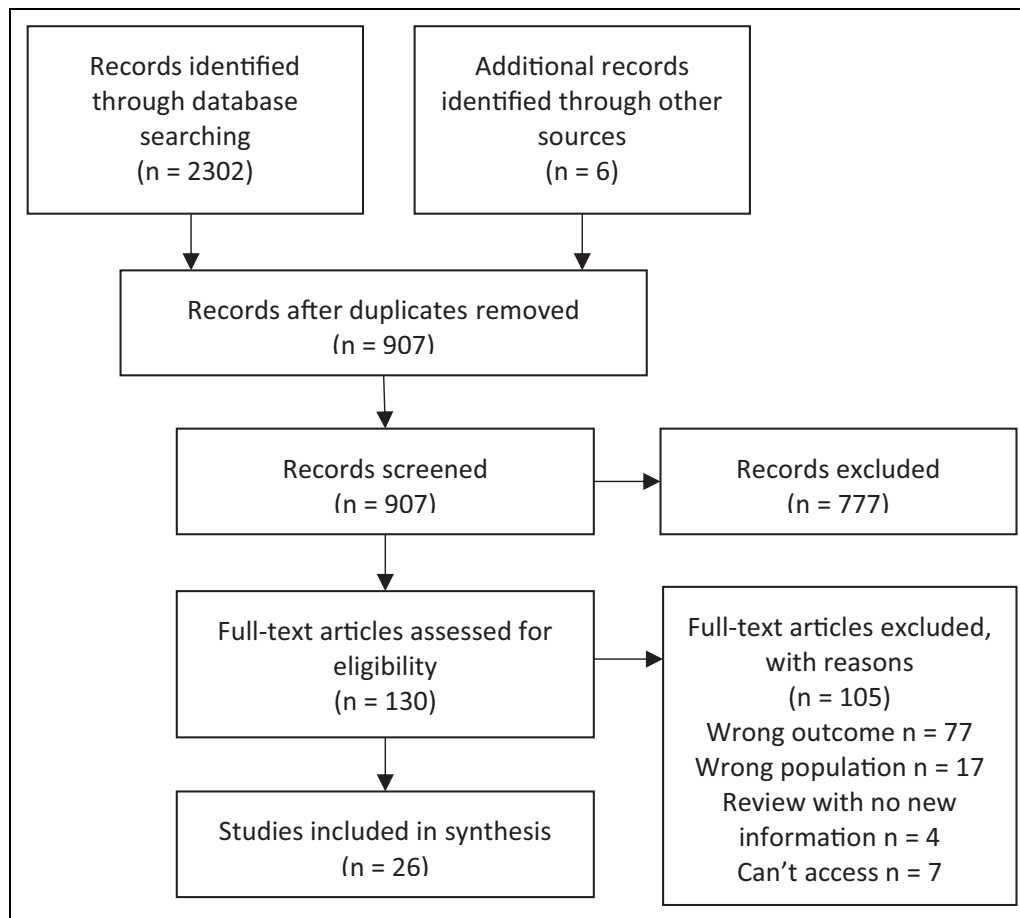 Records identified
through database
searching
(n = 2302)
Additional records
identified through other
sources
(n = 6)
Records after duplicates removed
(n = 907)
Records screened
(n = 907)
Records excluded
(n = 777)
Full-text articles assessed for
eligibility
(n = 130)
Full-text articles excluded,
with reasons
(n = 105)
Wrong outcome n = 77
Wrong population n = 17
Review with no new
information n = 4
Can’t access n = 7
Studies included in synthesis
(n = 26)